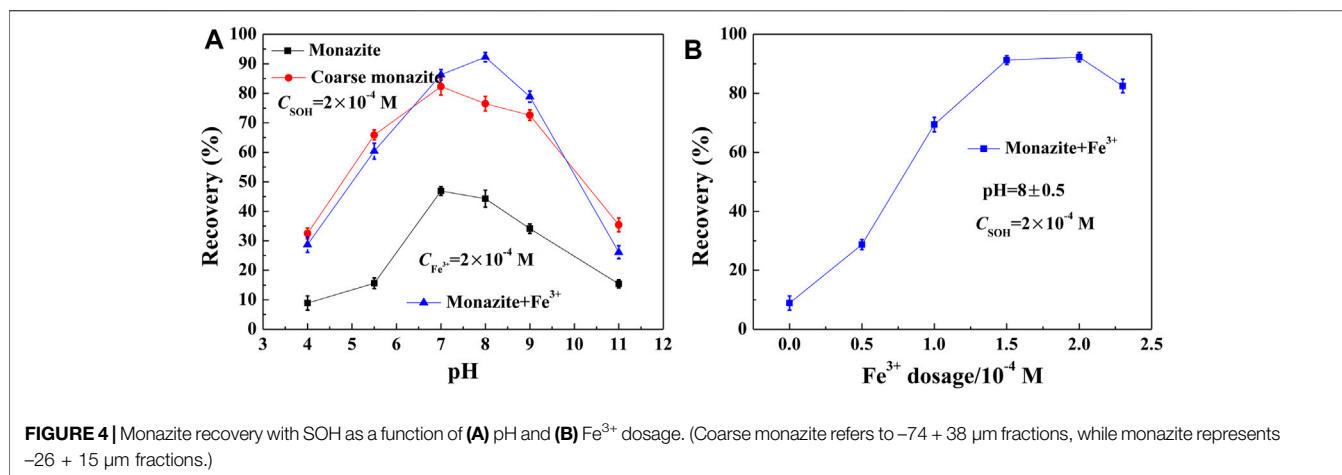 A
Monazite
Coarse monazite
C_SOH=2×10⁻⁴ M
C_Fe³⁺=2×10⁻⁴ M
Monazite+Fe³⁺
Recovery (%)
100
90
80
70
60
50
40
30
20
10
0
3 4 5 6 7 8 9 10 11 12
pH
B
Monazite+Fe³⁺
pH=8±0.5
C_SOH=2×10⁻⁴ M
Recovery (%)
100
80
60
40
20
0
0.0 0.5 1.0 1.5 2.0 2.5
Fe³⁺ dosage/10⁻⁴ M
FIGURE 4 | Monazite recovery with SOH as a function of (A) pH and (B) Fe³⁺ dosage. (Coarse monazite refers to –74 + 38 µm fractions, while monazite represents
–26 + 15 µm fractions.)